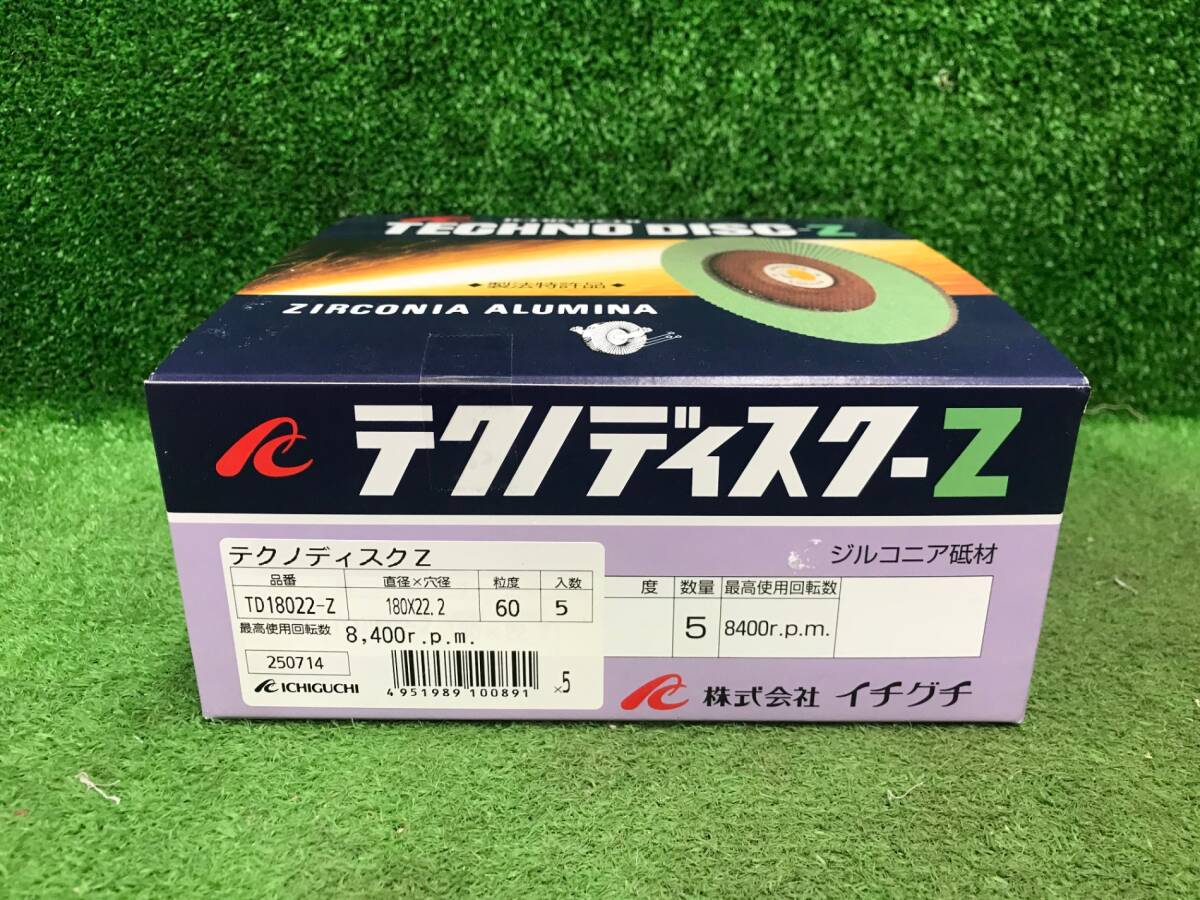 TECHNO DISC-Z
◆製法特許品◆
ZIRCONIA ALUMINA
テクノディスク-Z
ジルコニア砥材
テクノディスクZ
品番 直径×穴径 粒度 入数
TD18022-Z 180X22.2 60 5
最高使用回転数 8,400r.p.m.
250714
ICHIGUCHI
4951989100891 ×5
度 数量 最高使用回転数
5 8400r.p.m.
株式会社 イチグチ